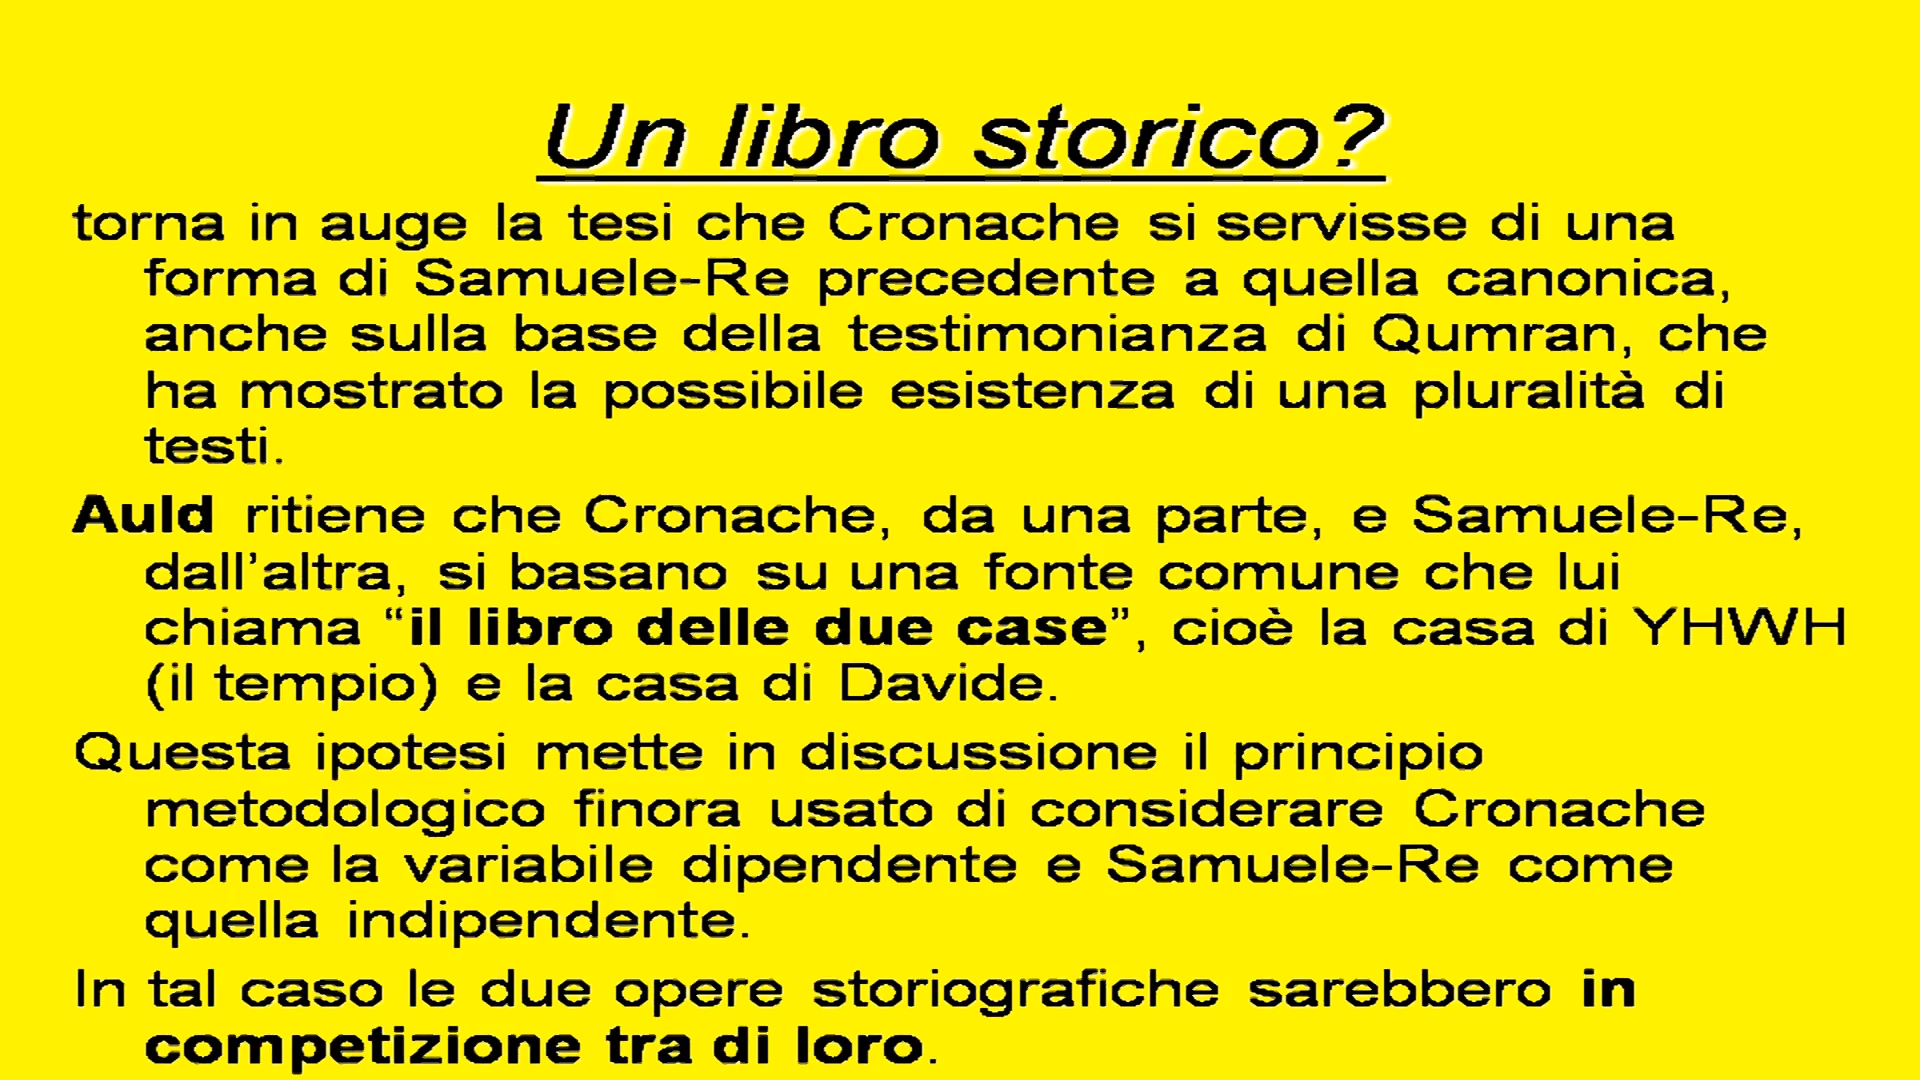 Un libro storico?
torna in auge la tesi che Cronache si servisse di una
forma di Samuele-Re precedente a quella canonica,
anche sulla base della testimonianza di Qumran, che
ha mostrato la possibile esistenza di una pluralità di
testi.
Auld ritiene che Cronache, da una parte, e Samuele-Re,
dall’altra, si basano su una fonte comune che lui
chiama “il libro delle due case”, cioè la casa di YHWH
(il tempio) e la casa di Davide.
Questa ipotesi mette in discussione il principio
metodologico finora usato di considerare Cronache
come la variabile dipendente e Samuele-Re come
quella indipendente.
In tal caso le due opere storiografiche sarebbero in
competizione tra di loro.